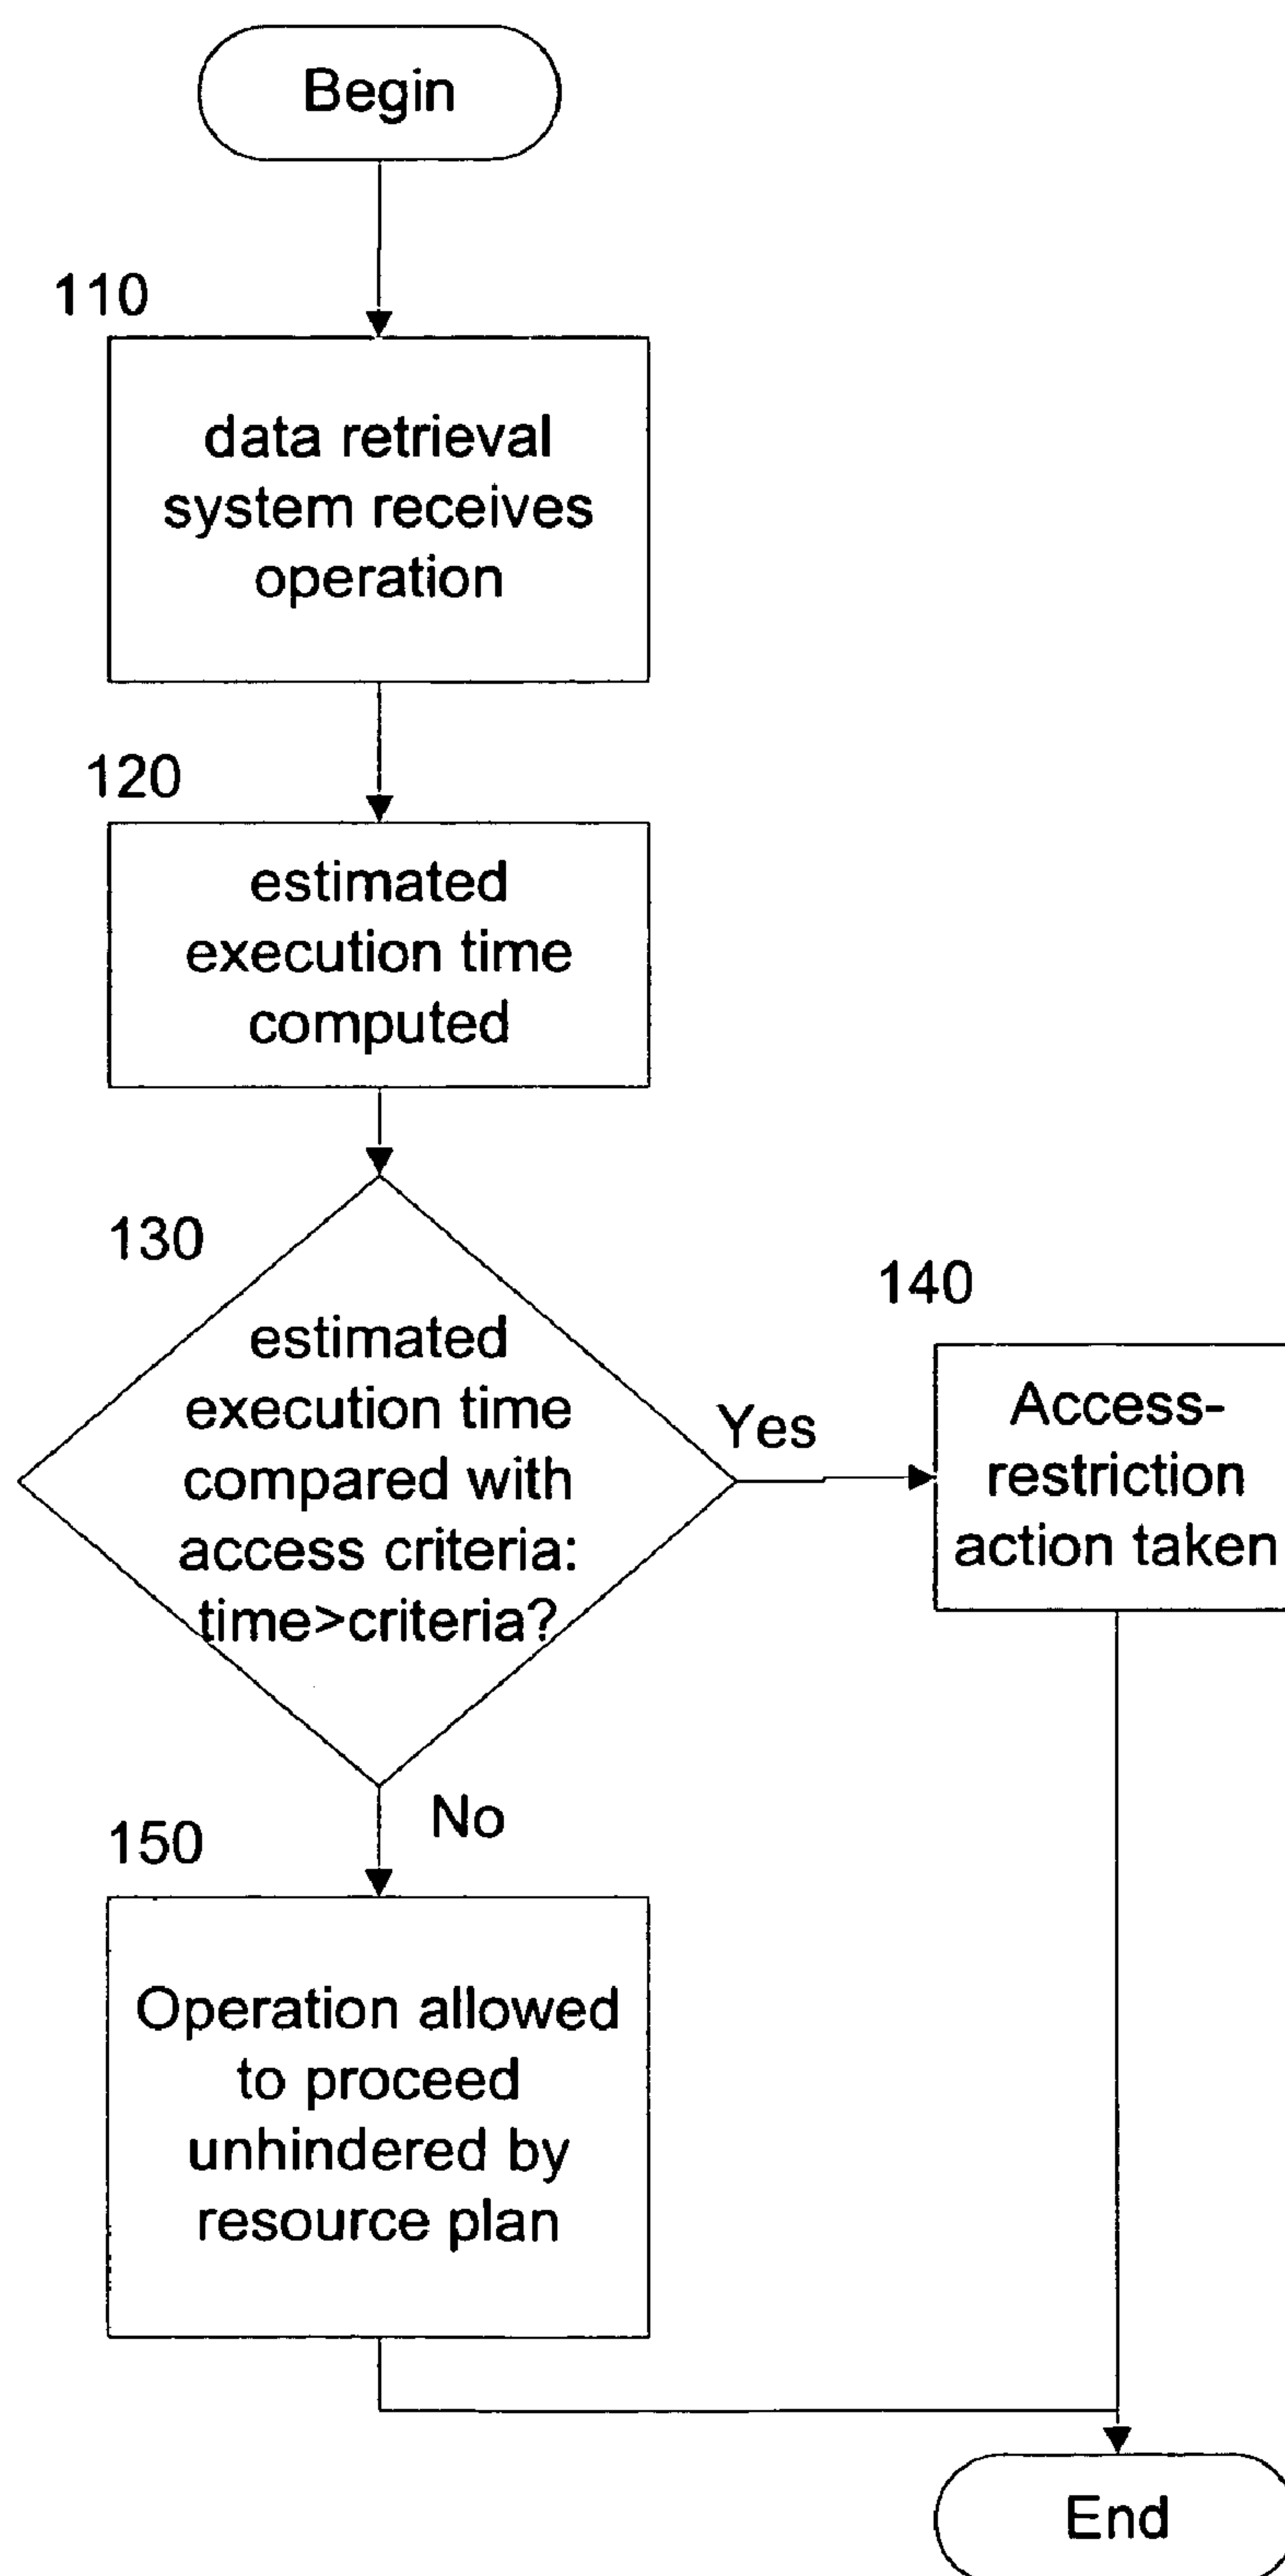 Begin
110
data retrieval
system receives
operation
120
estimated
execution time
computed
130
estimated
execution time
compared with
access criteria:
time>criteria?
Yes
140
Access-
restriction
action taken
No
150
Operation allowed
to proceed
unhindered by
resource plan
End